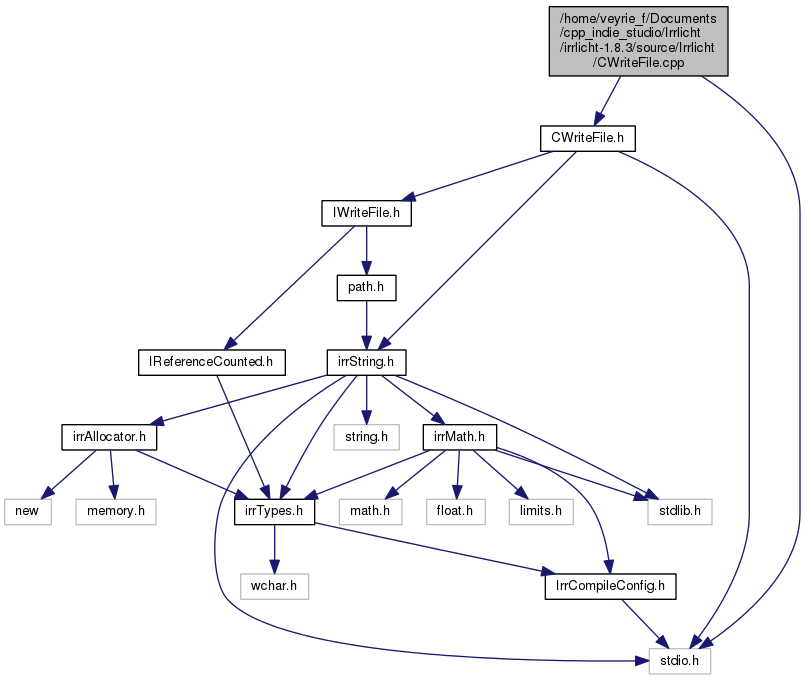 /home/veyrie_f/Documents
/cpp_indie_studio/Irrlicht
/irrlicht-1.8.3/source/Irrlicht
/CWriteFile.cpp
CWriteFile.h
IWriteFile.h
path.h
IReferenceCounted.h
irrString.h
irrAllocator.h
string.h
irrMath.h
new
memory.h
irrTypes.h
math.h
float.h
limits.h
stdlib.h
wchar.h
IrrCompileConfig.h
stdio.h